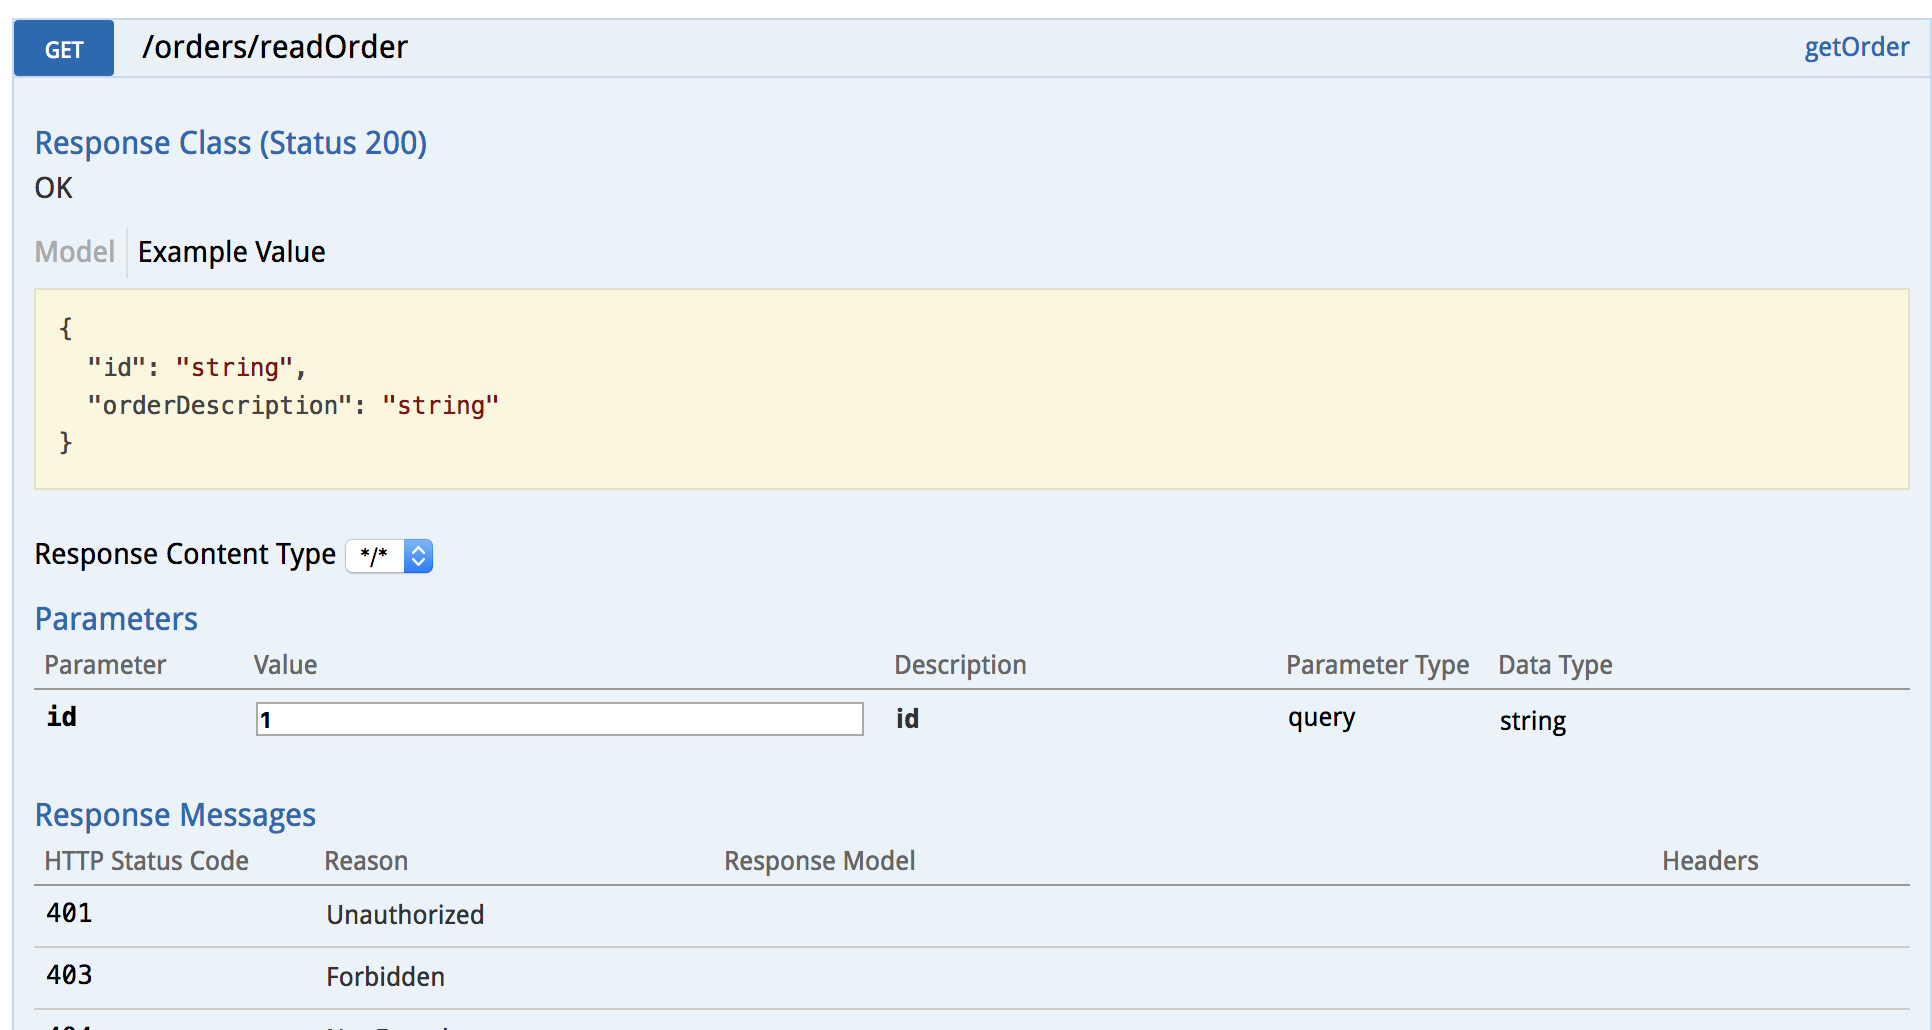 GET /orders/readOrder getOrder
Response Class (Status 200)
OK
Model Example Value
{
"id": "string",
"orderDescription": "string"
}
Response Content Type */*
Parameters
Parameter Value Description Parameter Type Data Type
id 1 id query string
Response Messages
HTTP Status Code Reason Response Model Headers
401 Unauthorized
403 Forbidden